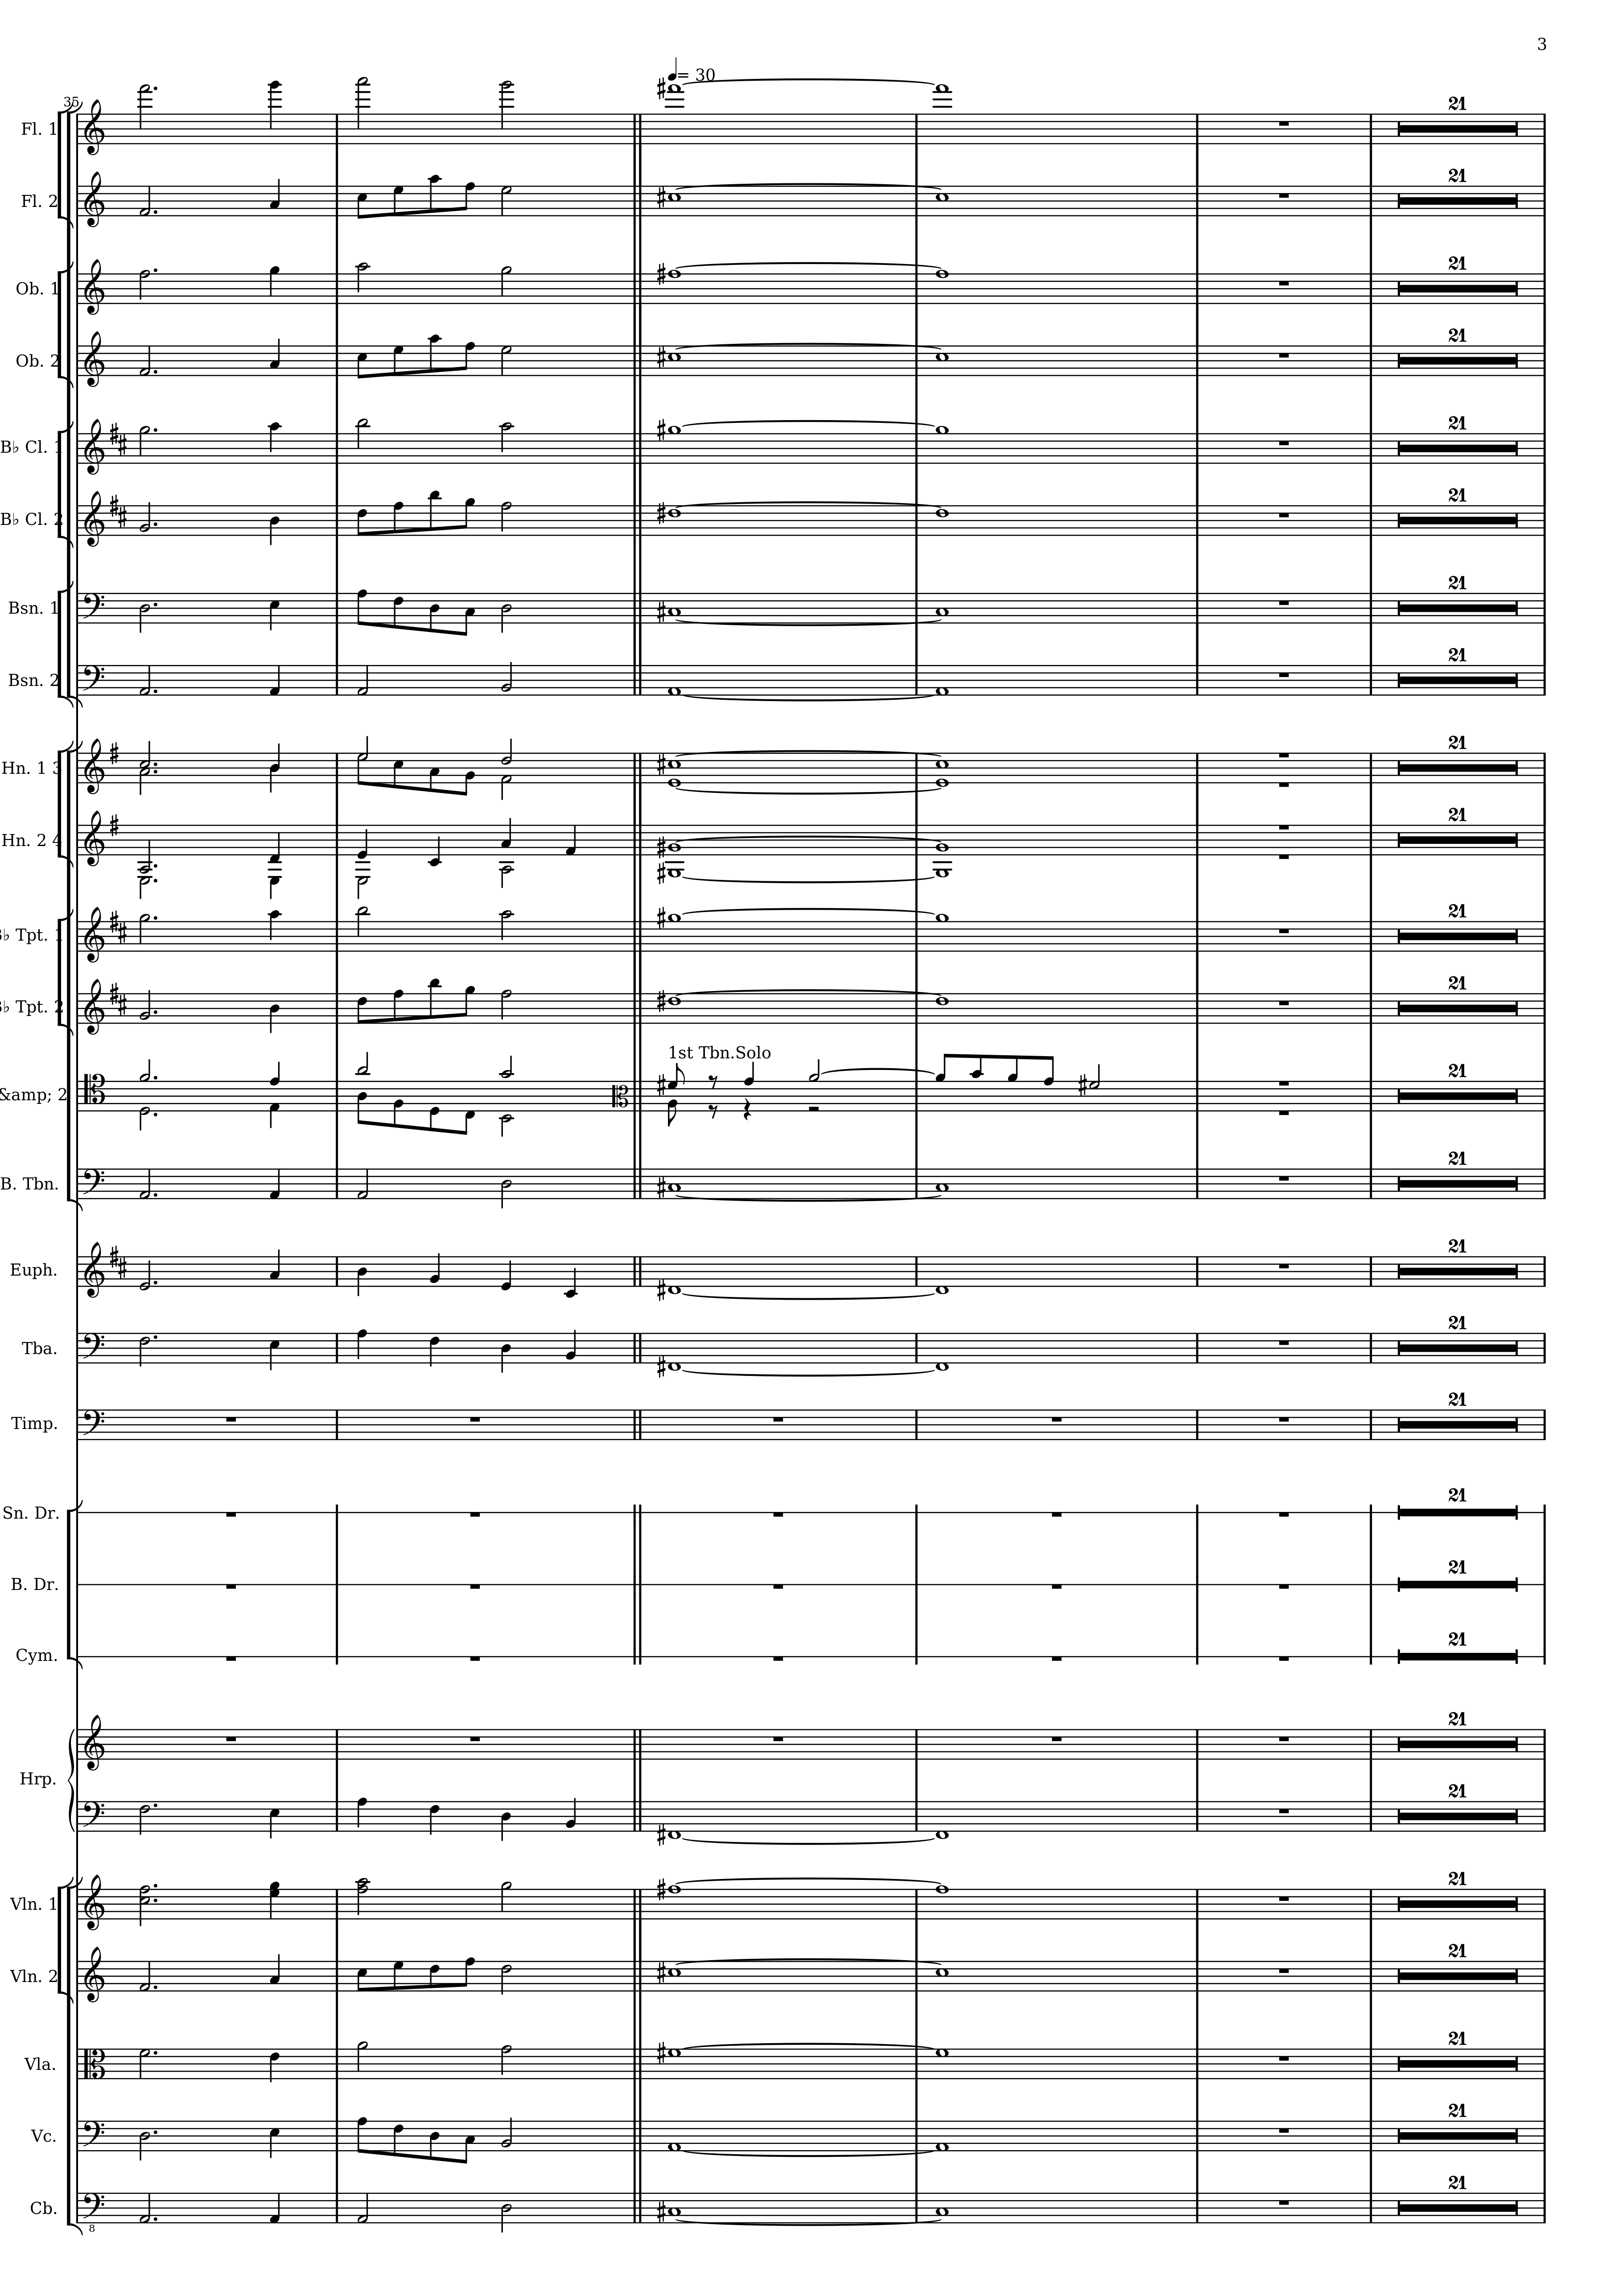 3
♩= 30
35
Fl. 1
21
Fl. 2
21
Ob. 1
21
Ob. 2
21
B♭ Cl. 1
21
B♭ Cl. 2
21
Bsn. 1
21
Bsn. 2
21
Hn. 1 3
21
Hn. 2 4
21
B♭ Tpt. 1
21
B♭ Tpt. 2
21
1st Tbn.Solo
&amp; 2
21
B. Tbn.
21
Euph.
21
Tba.
21
Timp.
21
Sn. Dr.
21
B. Dr.
21
Cym.
21
21
Hrp.
21
Vln. 1
21
Vln. 2
21
Vla.
21
Vc.
21
Cb.
21
8